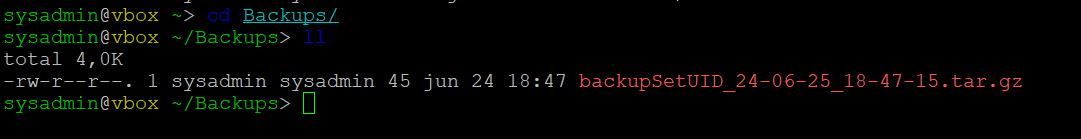 sysadmin@vbox ~> cd Backups/
sysadmin@vbox ~/Backups> ll
total 4,0K
-rw-r--r--. 1 sysadmin sysadmin 45 jun 24 18:47 backupSetUID_24-06-25_18-47-15.tar.gz
sysadmin@vbox ~/Backups>